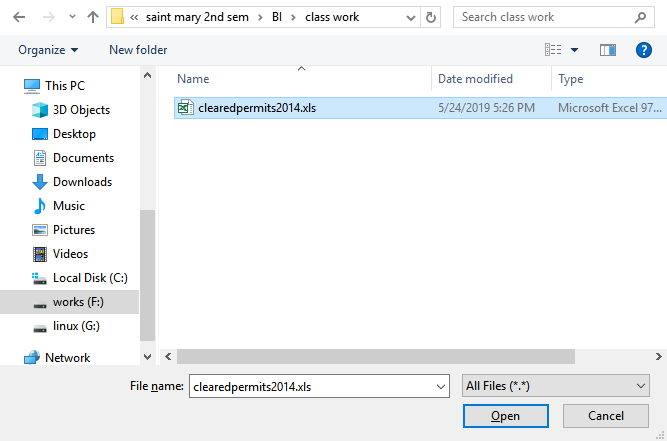 « saint mary 2nd sem > BI > class work
Search class work
Organize
New folder
Name
Date modified
Type
This PC
3D Objects
Desktop
Documents
Downloads
Music
Pictures
Videos
Local Disk (C:)
works (F:)
linux (G:)
Network
clearedpermits2014.xls
5/24/2019 5:26 PM
Microsoft Excel 97...
File name:
clearedpermits2014.xls
All Files (*.*)
Open
Cancel